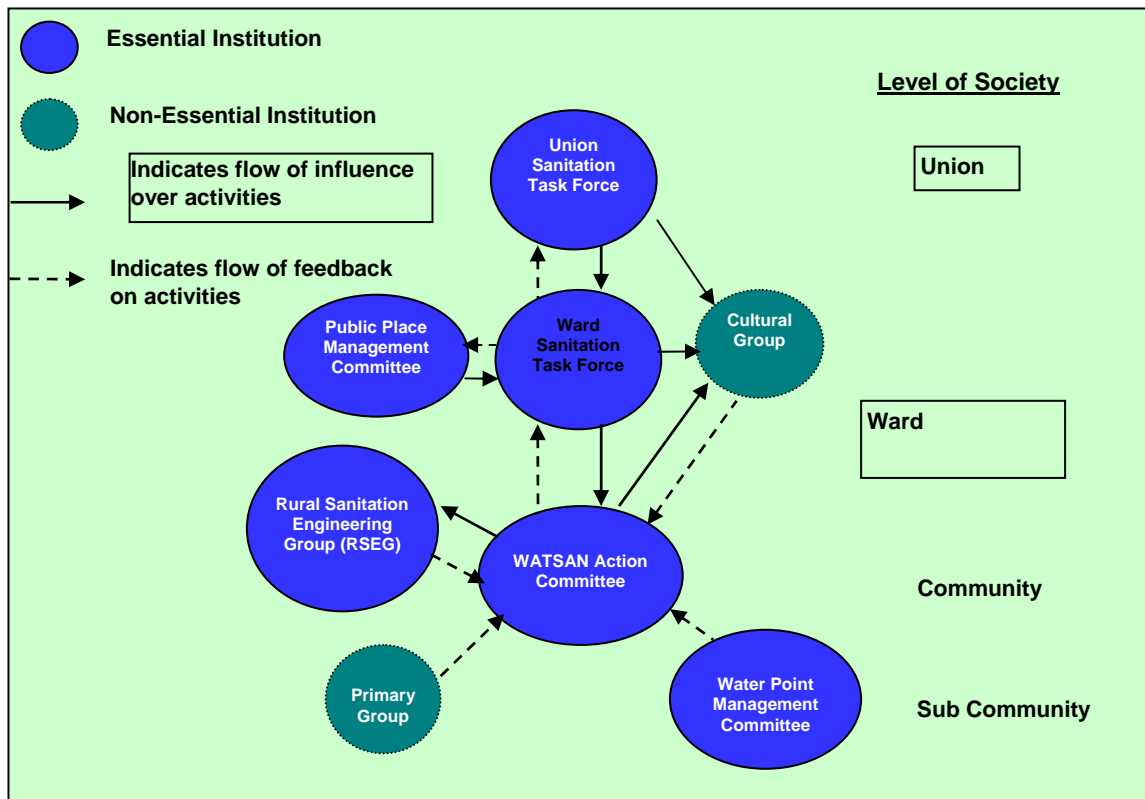 Essential Institution
Level of Society
Non-Essential Institution
Indicates flow of influence
over activities
Indicates flow of feedback
on activities
Union
Sanitation
Task Force
Union
Public Place
Management
Committee
Ward
Sanitation
Task Force
Cultural
Group
Ward
Rural Sanitation
Engineering
Group (RSEG)
WATSAN Action
Committee
Community
Primary
Group
Water Point
Management
Committee
Sub Community